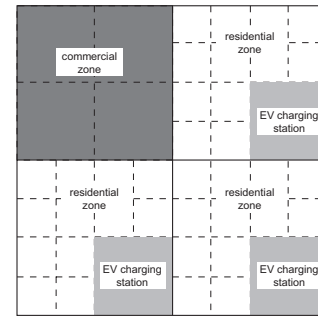 commercial
zone
residential
zone
EV charging
station
residential
zone
residential
zone
EV charging
station
EV charging
station